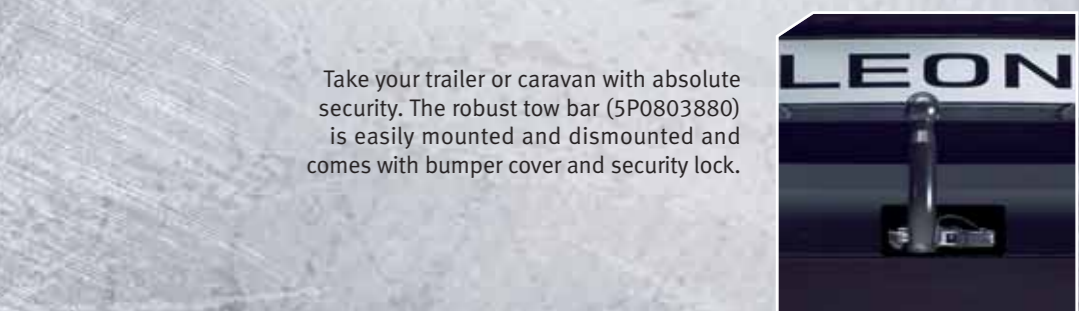 Take your trailer or caravan with absolute
security. The robust tow bar (5P0803880)
is easily mounted and dismounted and
comes with bumper cover and security lock.
LEON